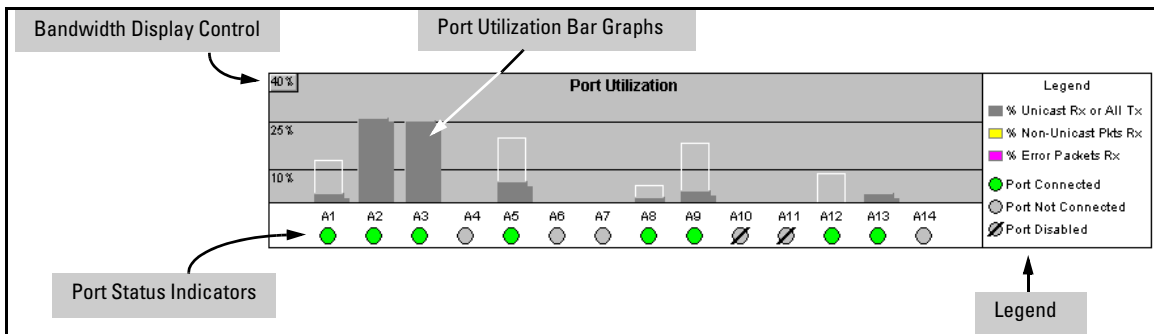 Bandwidth Display Control
Port Utilization Bar Graphs
40%
Port Utilization
25%
10%
A1 A2 A3 A4 A5 A6 A7 A8 A9 A10 A11 A12 A13 A14
Legend
% Unicast Rx or All Tx
% Non-Unicast Pkts Rx
% Error Packets Rx
Port Connected
Port Not Connected
Port Disabled
Port Status Indicators
Legend